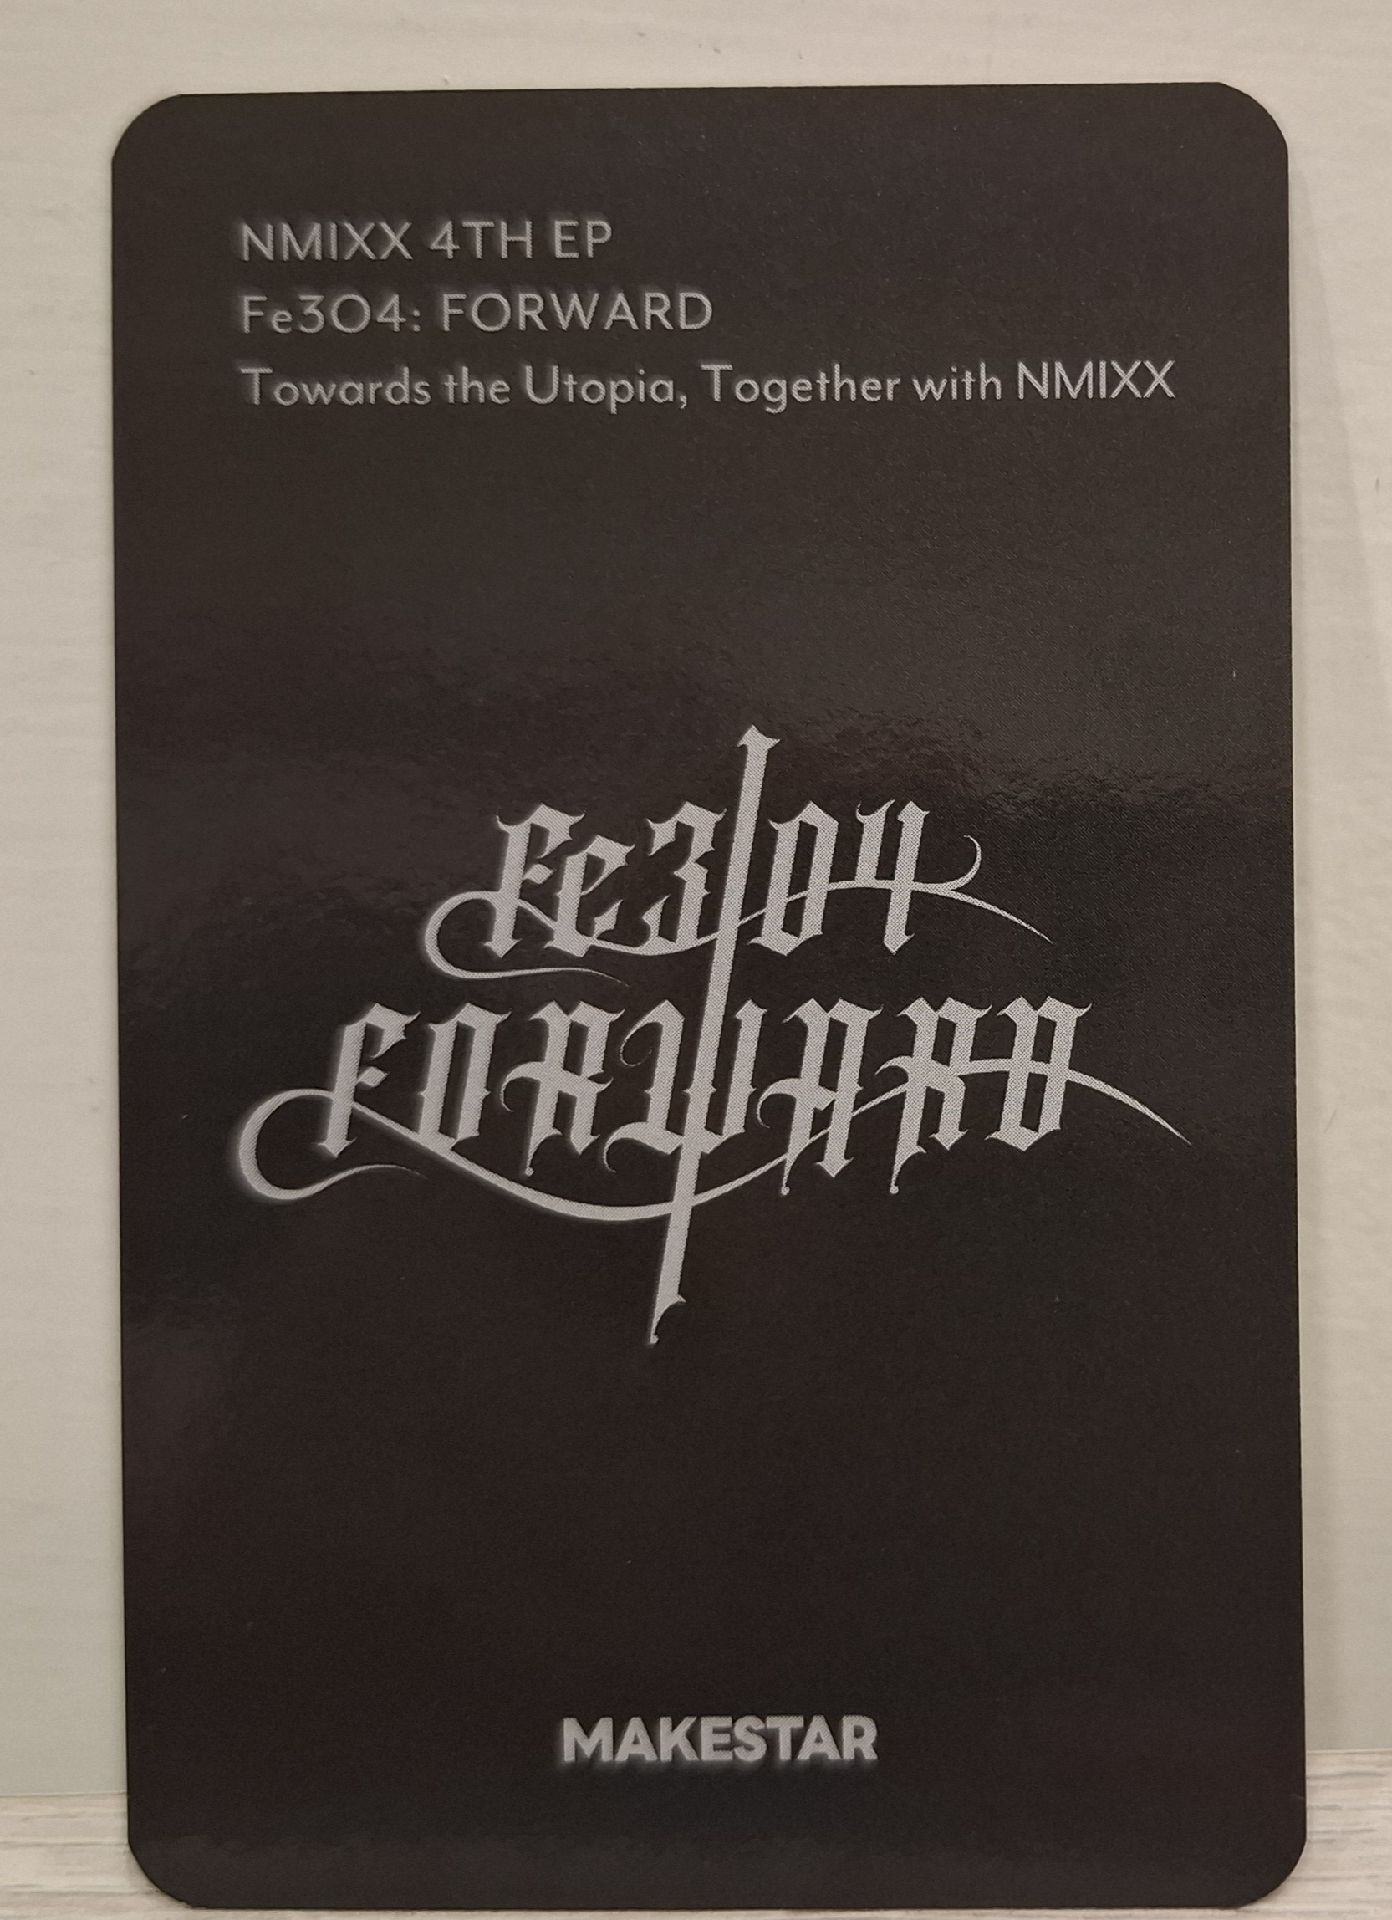 NMIXX 4TH EP
Fe3O4: FORWARD
Towards the Utopia, Together with NMIXX
Fe3O4
FORWARD
MAKESTAR